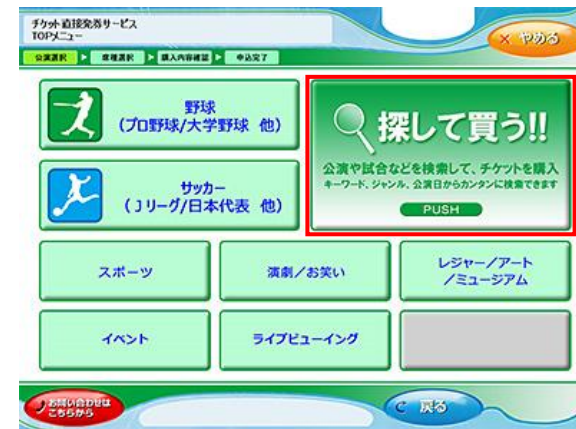 チケット直接発券サービス
TOPメニュー
× やめる
公演選択 ▶ 席種選択 ▶ 購入内容確認 ▶ 申込完了
野球
(プロ野球/大学野球 他)
探して買う!!
公演や試合などを検索して、チケットを購入
キーワード、ジャンル、公演日からカンタンに検索できます
PUSH
サッカー
(Jリーグ/日本代表 他)
スポーツ
演劇/お笑い
レジャー/アート
/ミュージアム
イベント
ライブビューイング
お問い合わせは
こちらから
戻る